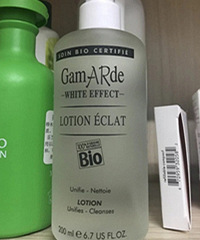 SOIN BIO CERTIFIÉ
GamARde
-WHITE EFFECT-
LOTION ÉCLAT
Bio
Unifie - Nettoie
LOTION
Unifies - Cleanses
200 ml e 6.7 US FL.OZ.